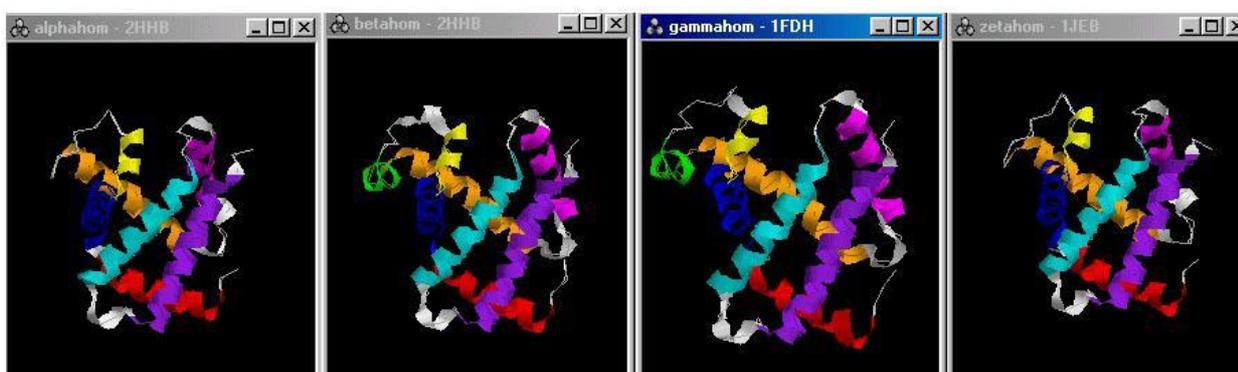 alphahom - 2HHB
betahom - 2HHB
gammahom - 1FDH
zetahom - 1JEB